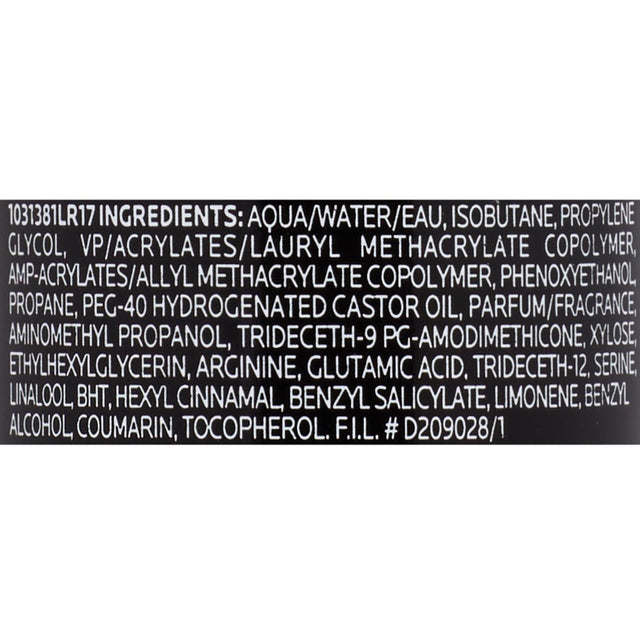 1031381LR17 INGREDIENTS: AQUA/WATER/EAU, ISOBUTANE, PROPYLENE
GLYCOL, VP/ACRYLATES/LAURYL METHACRYLATE COPOLYMER,
AMP-ACRYLATES/ALLYL METHACRYLATE COPOLYMER, PHENOXYETHANOL
PROPANE, PEG-40 HYDROGENATED CASTOR OIL, PARFUM/FRAGRANCE
AMINOMETHYL PROPANOL, TRIDECETH-9 PG-AMODIMETHICONE, XYLOSE
ETHYLHEXYLGLYCERIN, ARGININE, GLUTAMIC ACID, TRIDECETH-12, SERINE,
LINALOOL, BHT, HEXYL CINNAMAL, BENZYL SALICYLATE, LIMONENE, BENZYL
ALCOHOL, COUMARIN, TOCOPHEROL. F.I.L. # D209028/1